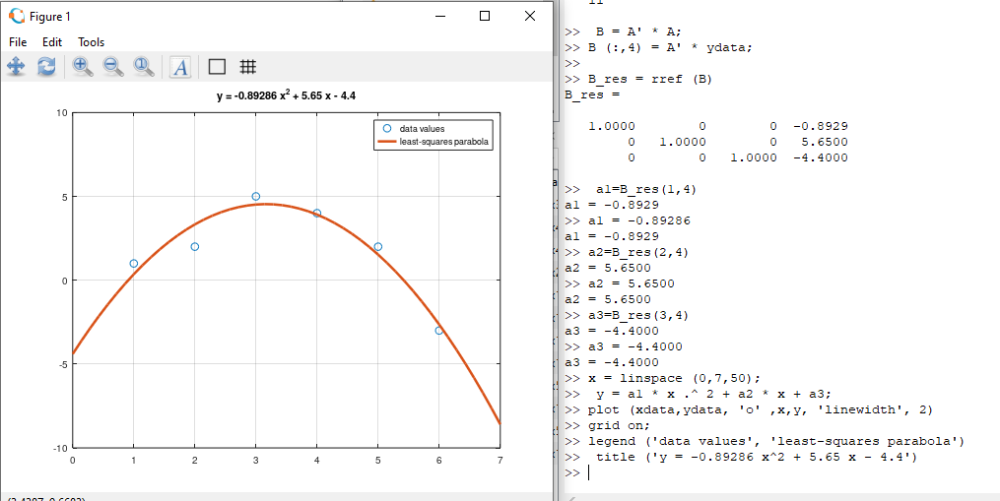 Figure 1
File Edit Tools
A
y = -0.89286 x2 + 5.65 x - 4.4
data values
least-squares parabola
10
5
0
-5
-10
0 1 2 3 4 5 6 7
>>  B = A' * A;
>> B (:,4) = A' * ydata;
>>
>> B_res = rref (B)
B_res =
1.0000 0 0 -0.8929
0 1.0000 0 5.6500
0 0 1.0000 -4.4000
>>  a1=B_res(1,4)
a1 = -0.8929
>> a1 = -0.89286
a1 = -0.8929
>> a2=B_res(2,4)
a2 = 5.6500
>> a2 = 5.6500
a2 = 5.6500
>> a3=B_res(3,4)
a3 = -4.4000
>> a3 = -4.4000
a3 = -4.4000
>> x = linspace (0,7,50);
>>  y = a1 * x .^ 2 + a2 * x + a3;
>> plot (xdata,ydata, 'o' ,x,y, 'linewidth', 2)
>> grid on;
>> legend ('data values', 'least-squares parabola')
>>  title ('y = -0.89286 x^2 + 5.65 x - 4.4')
>>